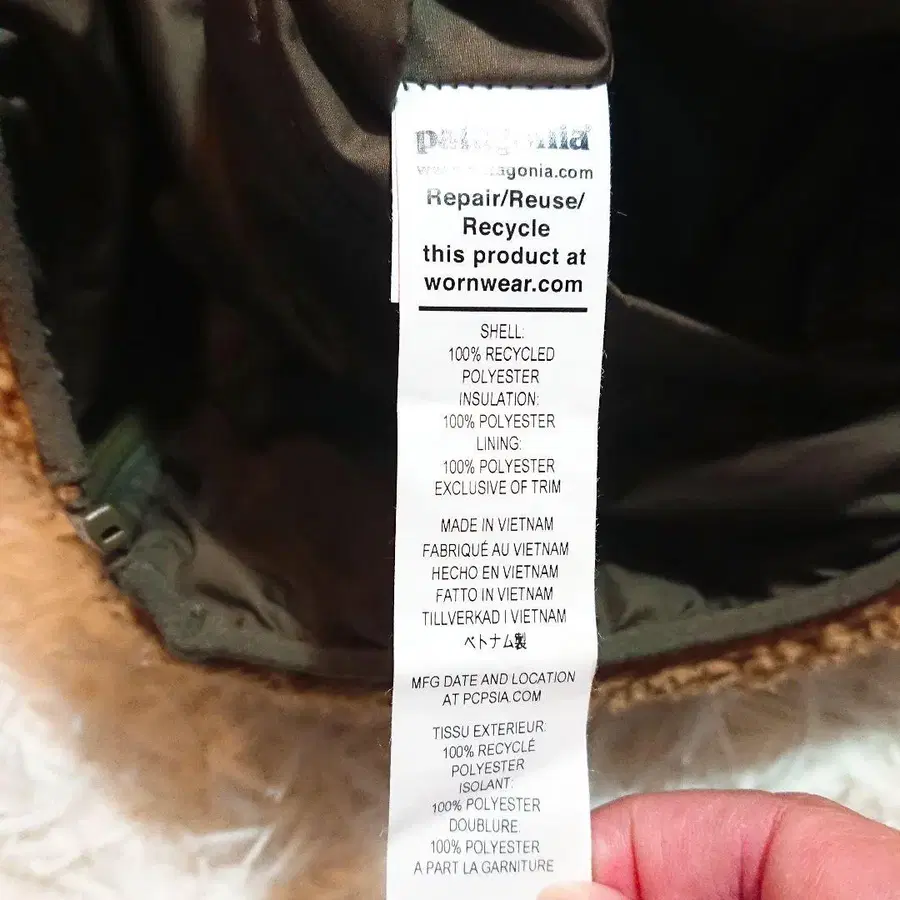 patagonia
www.patagonia.com
Repair/Reuse/
Recycle
this product at
wornwear.com
SHELL:
100% RECYCLED
POLYESTER
INSULATION:
100% POLYESTER
LINING:
100% POLYESTER
EXCLUSIVE OF TRIM
MADE IN VIETNAM
FABRIQUÉ AU VIETNAM
HECHO EN VIETNAM
FATTO IN VIETNAM
TILLVERKAD I VIETNAM
ベトナム製
MFG DATE AND LOCATION
AT PCPSIA.COM
TISSU EXTERIEUR:
100% RECYCLÉ
POLYESTER
ISOLANT:
100% POLYESTER
DOUBLURE:
100% POLYESTER
A PART LA GARNITURE